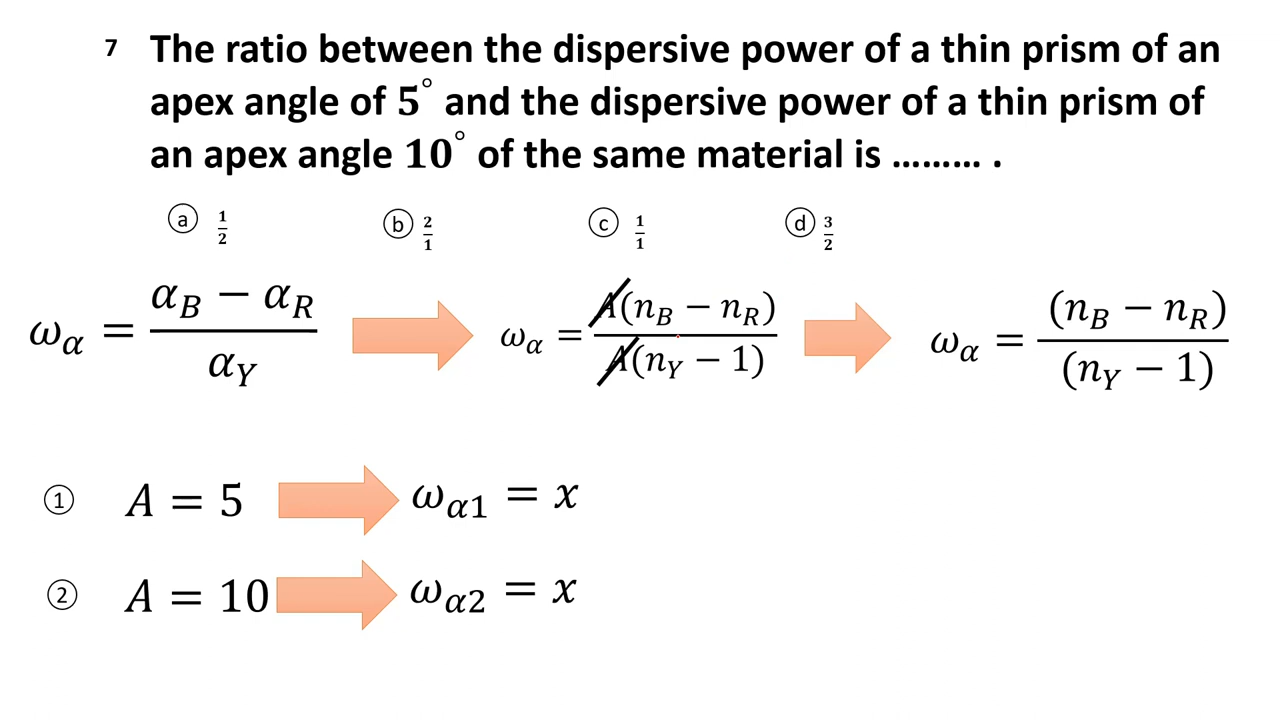 7 The ratio between the dispersive power of a thin prism of an
apex angle of 5° and the dispersive power of a thin prism of
an apex angle 10° of the same material is ……… .
ⓐ 1/2 ⓑ 2/1 ⓒ 1/1 ⓓ 3/2
ω_α = (α_B − α_R)/α_Y ω_α = A(n_B − n_R)/A(n_Y − 1) ω_α = (n_B − n_R)/(n_Y − 1)
① A = 5 ω_α1 = x
② A = 10 ω_α2 = x